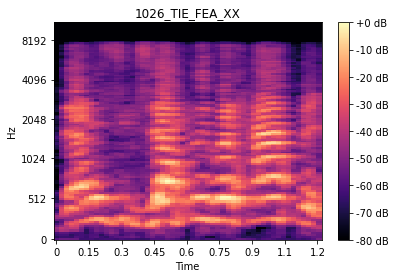 1026_TIE_FEA_XX
Hz
8192
4096
2048
1024
512
0
0 0.15 0.3 0.45 0.6 0.75 0.9 1.1 1.2
Time
+0 dB
-10 dB
-20 dB
-30 dB
-40 dB
-50 dB
-60 dB
-70 dB
-80 dB